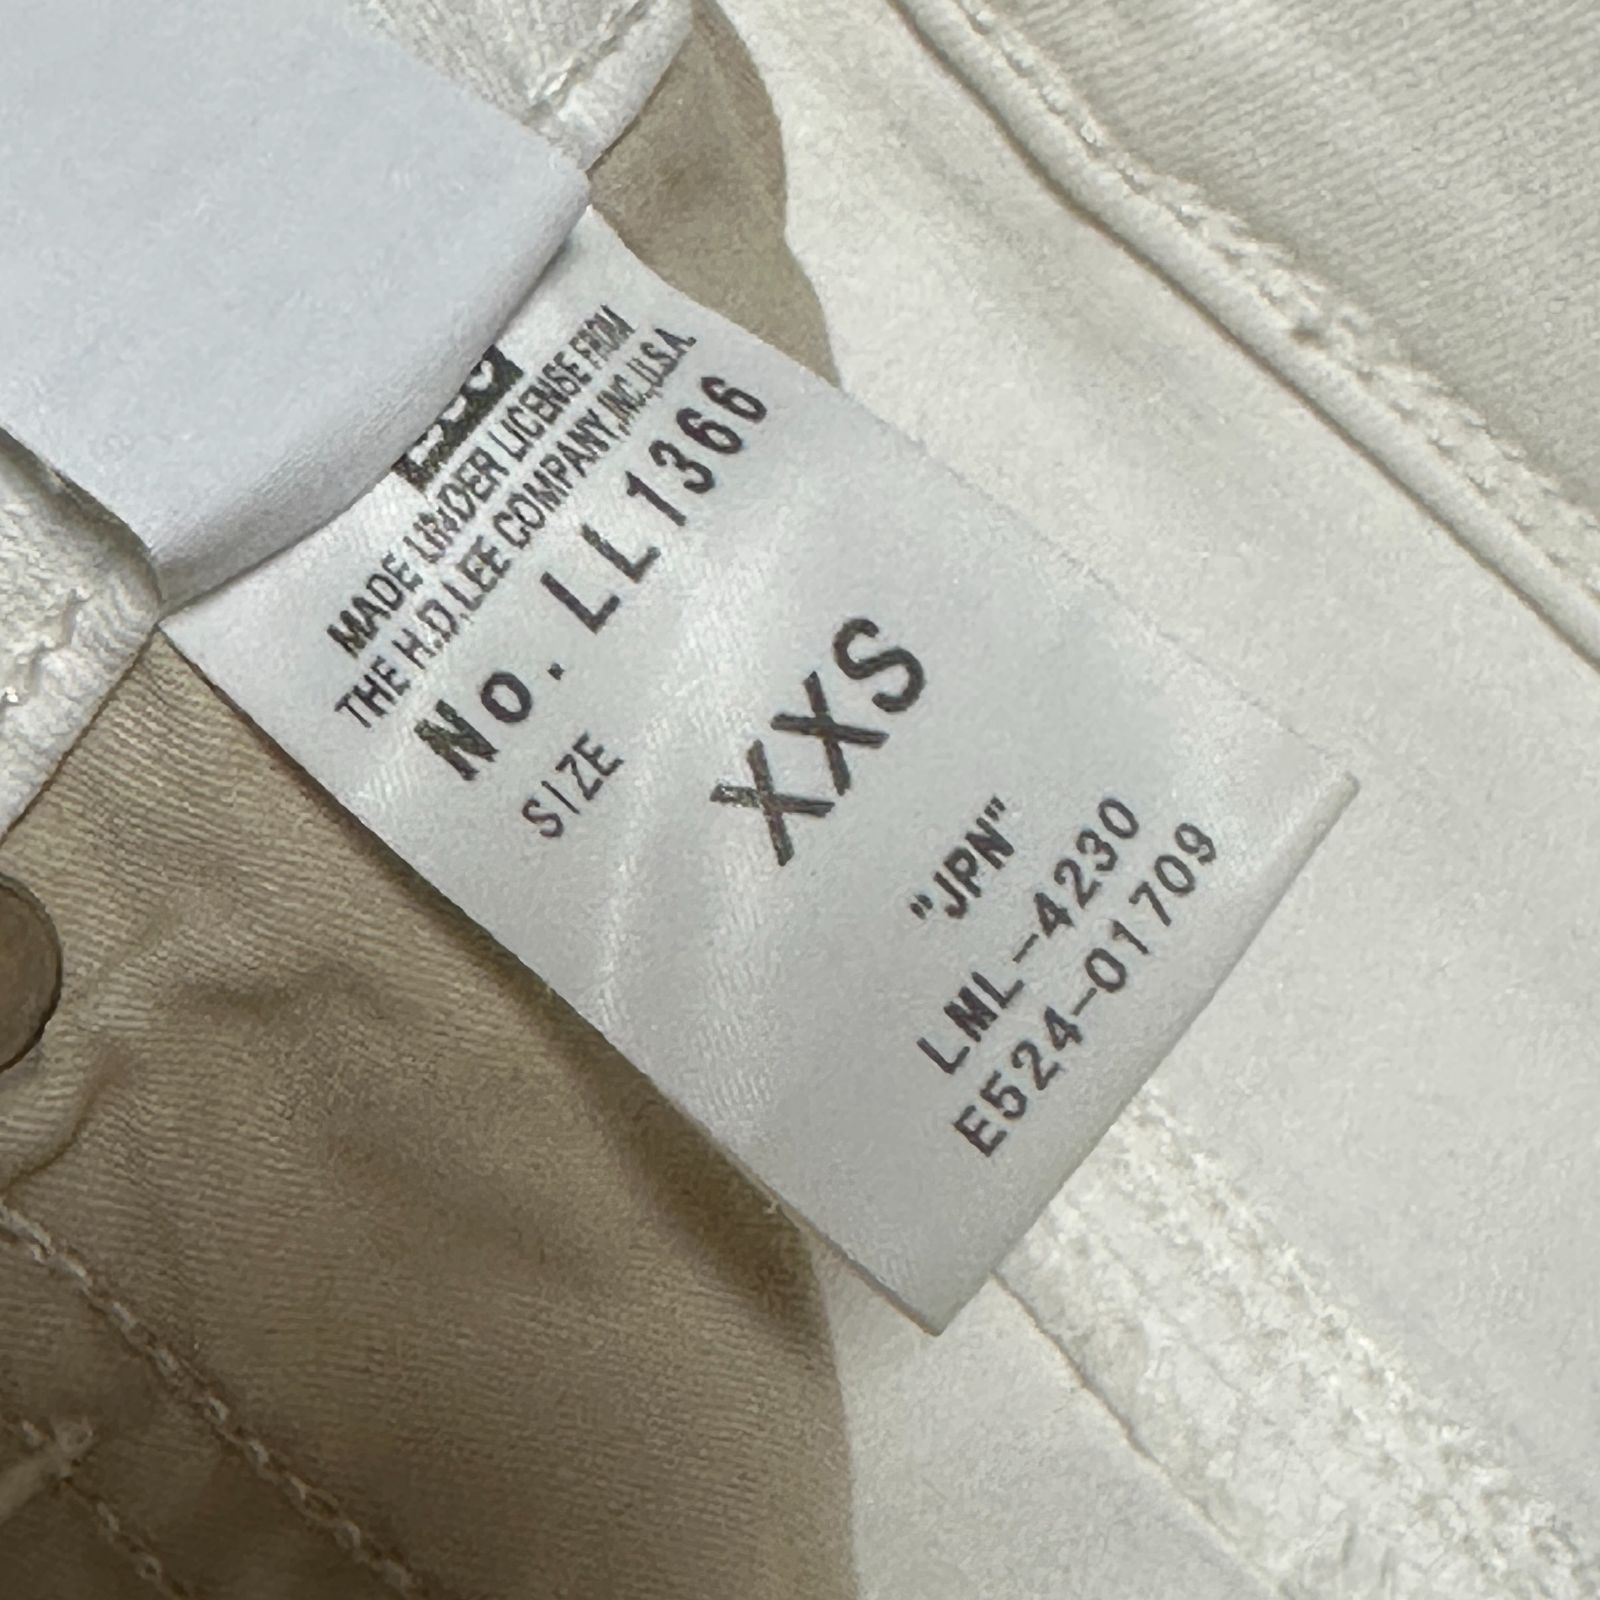 MADE UNDER LICENSE FROM
THE H.D.LEE COMPANY,INC.,U.S.A.
No. LL1366
SIZE
XXS
"JPN"
LML-4230
E524-01709